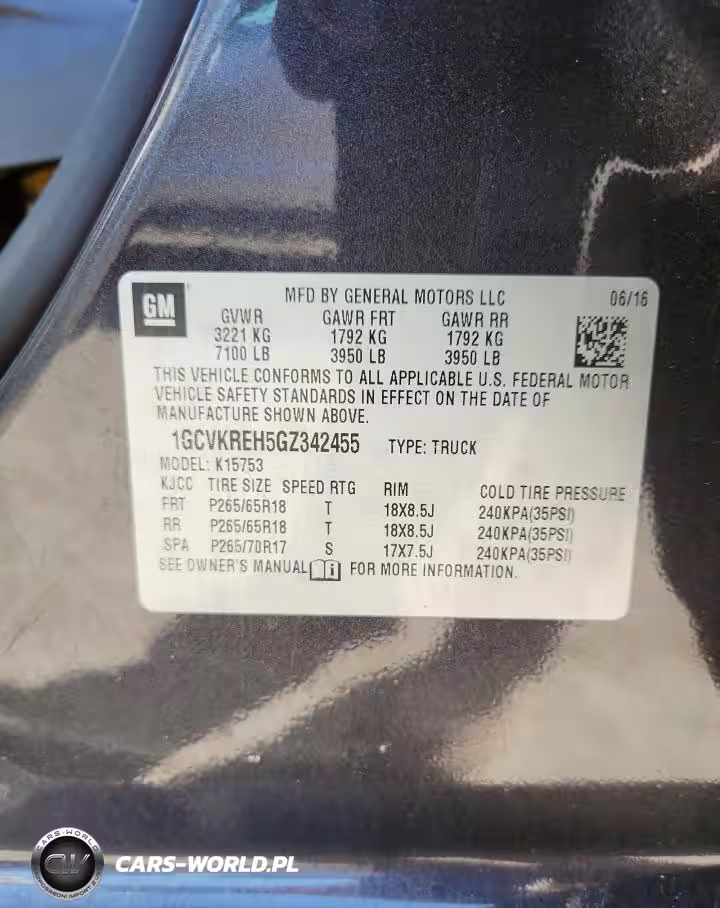 GM
MFD BY GENERAL MOTORS LLC 06/16
GVWR GAWR FRT GAWR RR
3221 KG 1792 KG 1792 KG
7100 LB 3950 LB 3950 LB
THIS VEHICLE CONFORMS TO ALL APPLICABLE U.S. FEDERAL MOTOR
VEHICLE SAFETY STANDARDS IN EFFECT ON THE DATE OF
MANUFACTURE SHOWN ABOVE.
1GCVKREH5GZ342455 TYPE: TRUCK
MODEL: K15753
KJCC TIRE SIZE SPEED RTG RIM COLD TIRE PRESSURE
FRT P265/65R18 T 18X8.5J 240KPA(35PSI)
RR P265/65R18 T 18X8.5J 240KPA(35PSI)
SPA P265/70R17 S 17X7.5J 240KPA(35PSI)
SEE OWNER'S MANUAL FOR MORE INFORMATION.
CARS-WORLD
CW
CARS-WORLD.PL